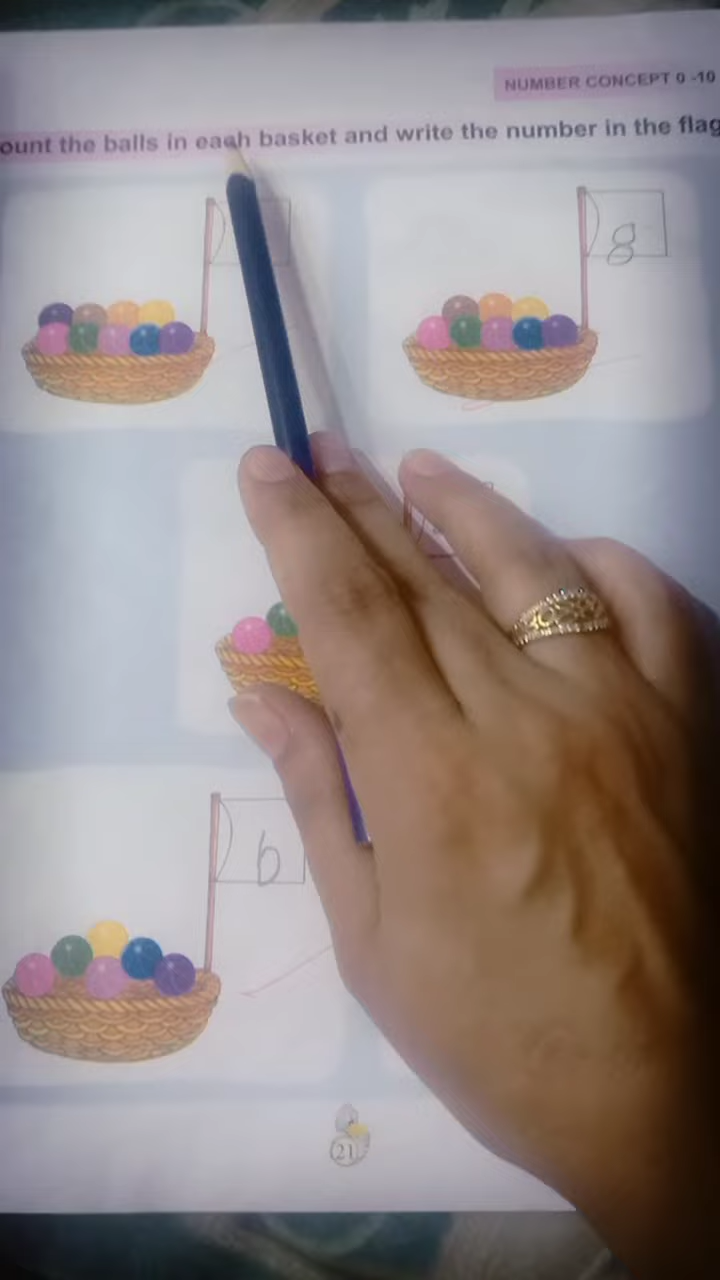 NUMBER CONCEPT 0 -10
ount the balls in each basket and write the number in the flag
8
6
21